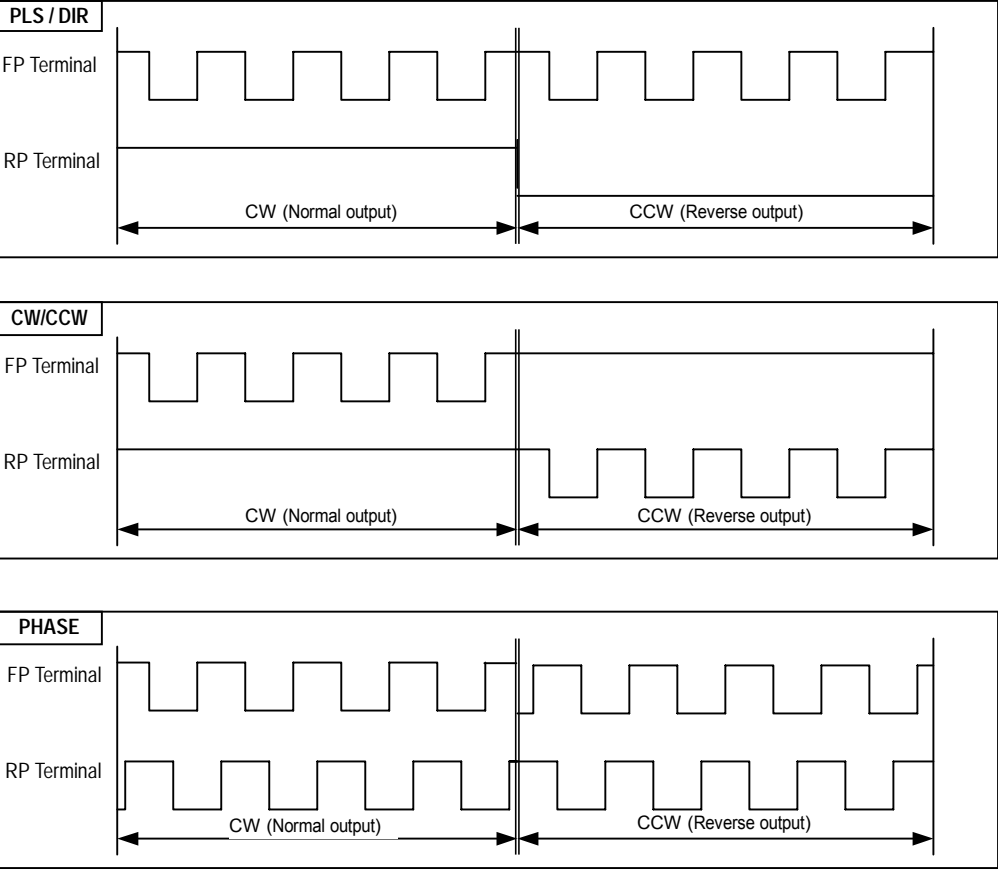 PLS / DIR
FP Terminal
RP Terminal
CW (Normal output)
CCW (Reverse output)
CW/CCW
FP Terminal
RP Terminal
CW (Normal output)
CCW (Reverse output)
PHASE
FP Terminal
RP Terminal
CW (Normal output)
CCW (Reverse output)